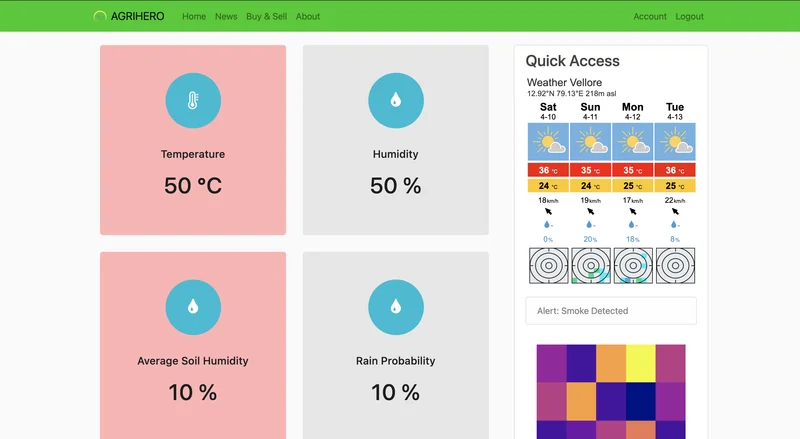 AGRIHERO Home News Buy & Sell About Account Logout
Temperature
50 °C
Humidity
50 %
Average Soil Humidity
10 %
Rain Probability
10 %
Quick Access
Weather Vellore
12.92°N 79.13°E 218m asl
Sat Sun Mon Tue
4-10 4-11 4-12 4-13
36 °C 35 °C 35 °C 36 °C
24 °C 24 °C 25 °C 25 °C
18 km/h 19 km/h 17 km/h 22 km/h
- - - -
0% 20% 18% 8%
Alert: Smoke Detected